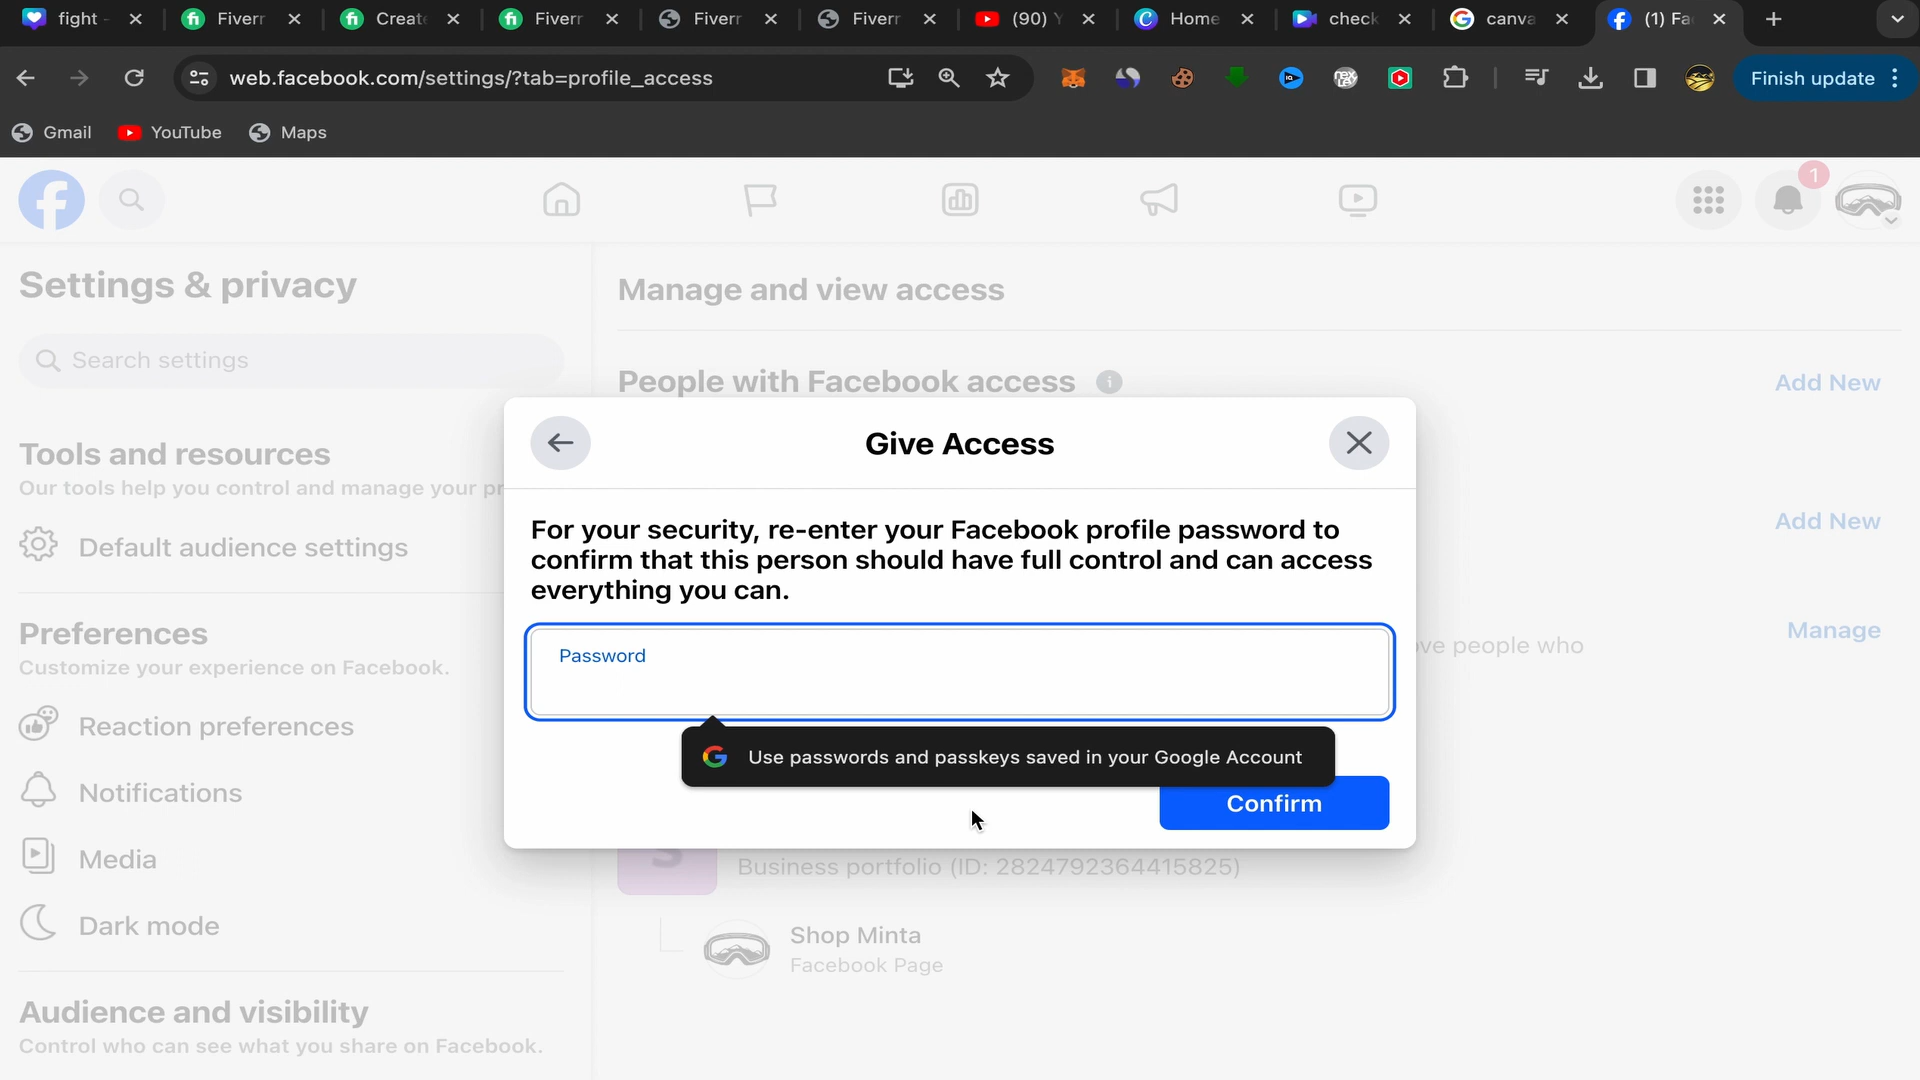 fight
Fiverr
Create
Fiverr
Fiverr
Fiverr
(90) Y
Home
check
canva
(1) Fa
web.facebook.com/settings/?tab=profile_access
Finish update
Gmail
YouTube
Maps
1
Settings & privacy
Search settings
Tools and resources
Our tools help you control and manage your pr
Default audience settings
Preferences
Customize your experience on Facebook.
Reaction preferences
Notifications
Media
Dark mode
Audience and visibility
Control who can see what you share on Facebook.
Manage and view access
People with Facebook access
Add New
Add New
ove people who
Manage
Give Access
For your security, re-enter your Facebook profile password to
confirm that this person should have full control and can access
everything you can.
Password
Use passwords and passkeys saved in your Google Account
Confirm
Business portfolio (ID: 2824792364415825)
Shop Minta
Facebook Page